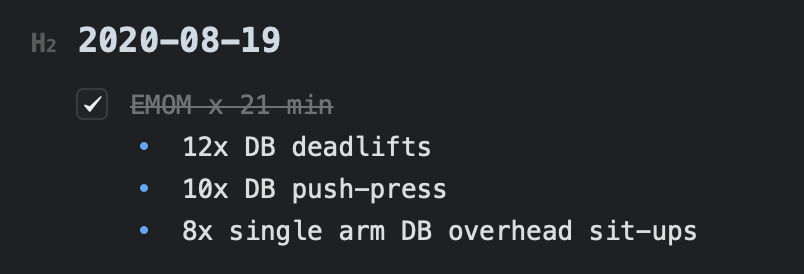 H2 2020-08-19
EMOM x 21 min
12x DB deadlifts
10x DB push-press
8x single arm DB overhead sit-ups